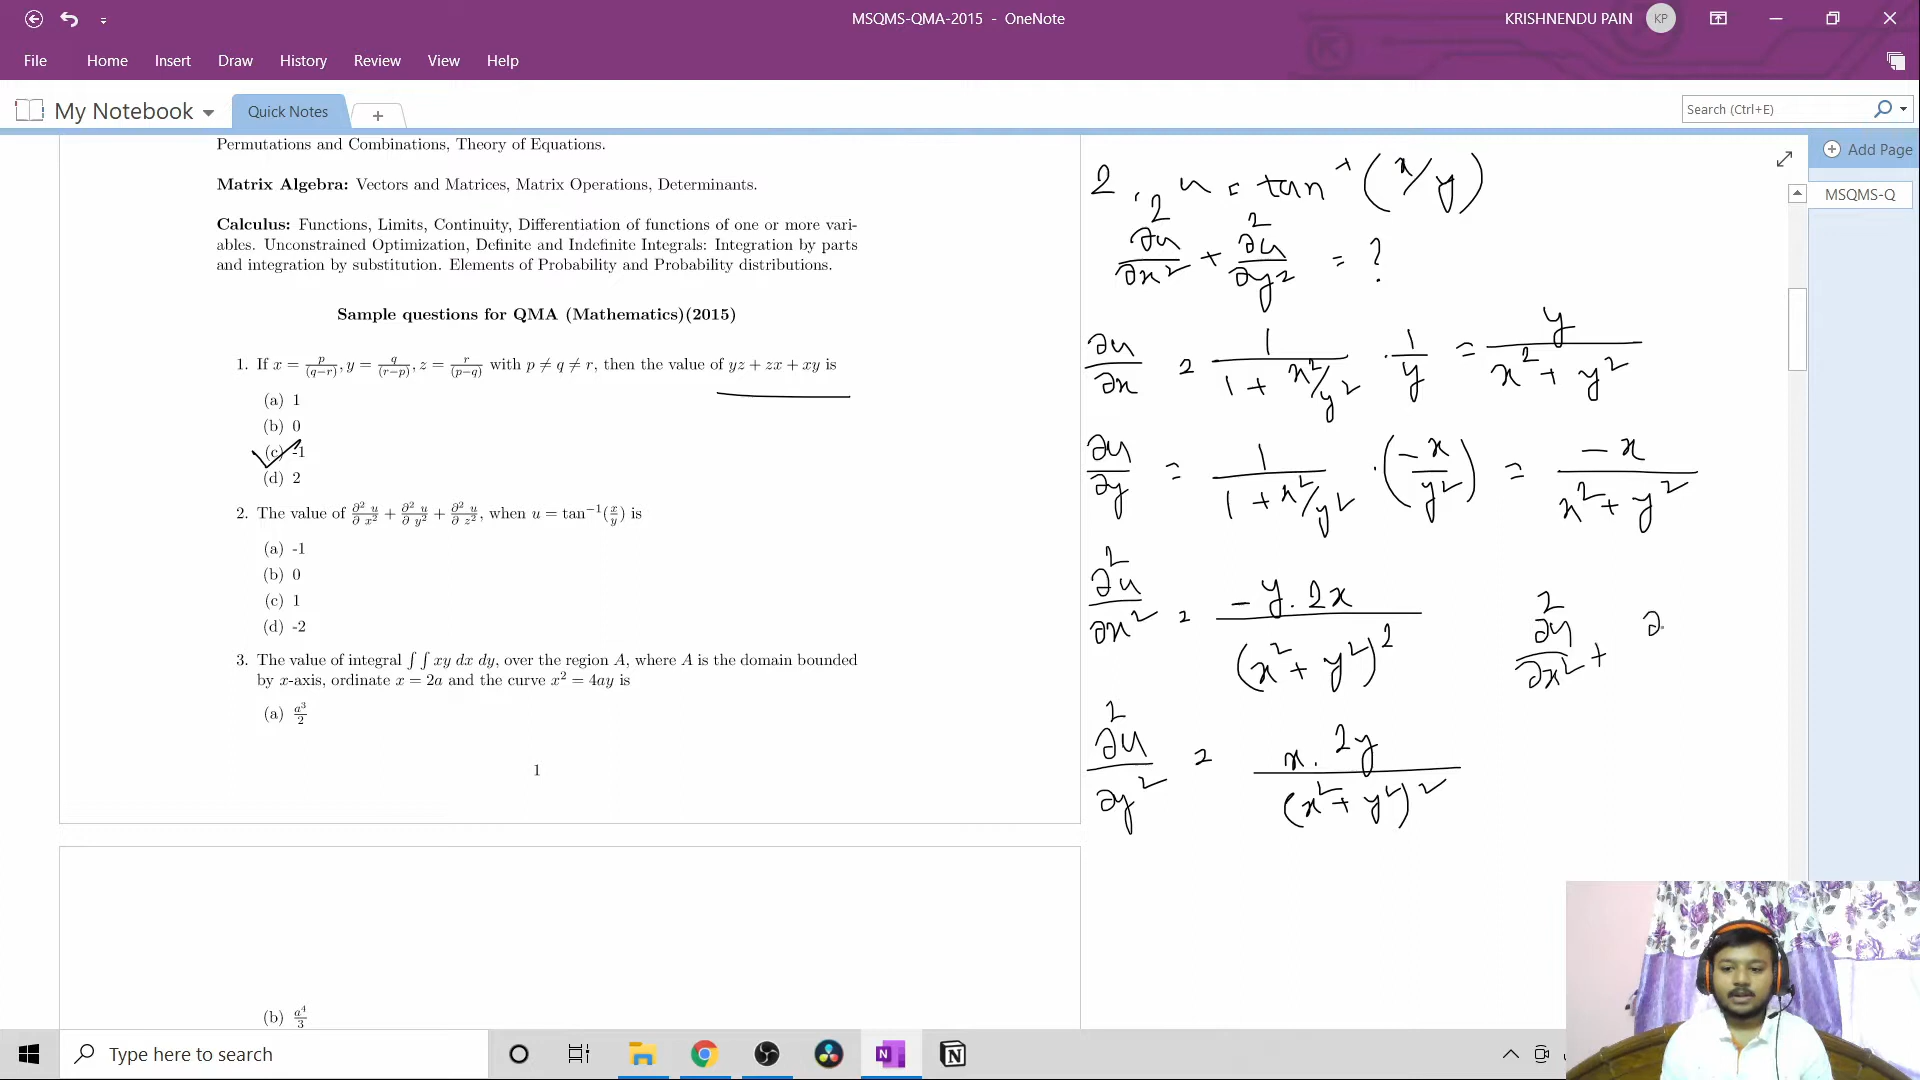 MSQMS-QMA-2015 - OneNote
KRISHNENDU PAIN KP
File Home Insert Draw History Review View Help
My Notebook Quick Notes + Search (Ctrl+E)
Add Page
MSQMS-Q
Permutations and Combinations, Theory of Equations.
Matrix Algebra: Vectors and Matrices, Matrix Operations, Determinants.
Calculus: Functions, Limits, Continuity, Differentiation of functions of one or more vari-
ables. Unconstrained Optimization, Definite and Indefinite Integrals: Integration by parts
and integration by substitution. Elements of Probability and Probability distributions.
Sample questions for QMA (Mathematics)(2015)
1. If x = p/(q−r), y = q/(r−p), z = r/(p−q) with p ≠ q ≠ r, then the value of yz + zx + xy is
(a) 1
(b) 0
(c) -1
(d) 2
2. The value of ∂² u/∂ x² + ∂² u/∂ y² + ∂² u/∂ z², when u = tan⁻¹(x/y) is
(a) -1
(b) 0
(c) 1
(d) -2
3. The value of integral ∫ ∫ xy dx dy, over the region A, where A is the domain bounded
by x-axis, ordinate x = 2a and the curve x² = 4ay is
(a) a³/2
1
(b) a⁴/3
2. u = tan⁻¹(x/y)
∂²u/∂x² + ∂²u/∂y² = ?
∂u/∂x = 1/(1 + x²/y²) · 1/y = y/(x² + y²)
∂u/∂y = 1/(1 + x²/y²) · (−x/y²) = −x/(x² + y²)
∂²u/∂x² = −y · 2x/(x² + y²)²
∂²u/∂x² + ∂
∂²u/∂y² = x · 2y/(x² + y²)²
Type here to search